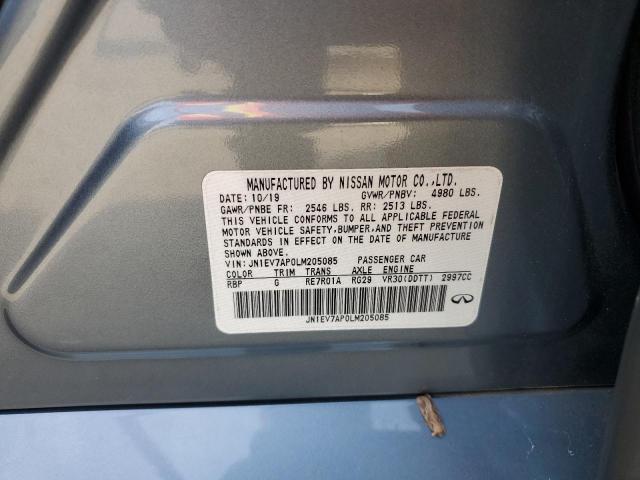 MANUFACTURED BY NISSAN MOTOR CO.,LTD.
DATE: 10/19 GVWR/PNBV: 4980 LBS.
GAWR/PNBE FR: 2546 LBS. RR: 2513 LBS.
THIS VEHICLE CONFORMS TO ALL APPLICABLE FEDERAL
MOTOR VEHICLE SAFETY,BUMPER,AND THEFT PREVENTION
STANDARDS IN EFFECT ON THE DATE OF MANUFACTURE
SHOWN ABOVE.
VIN: JN1EV7AP0LM205085 PASSENGER CAR
COLOR TRIM TRANS AXLE ENGINE
RBP G RE7R01A RG29 VR30(DDTT) 2997CC
JN1EV7AP0LM205085